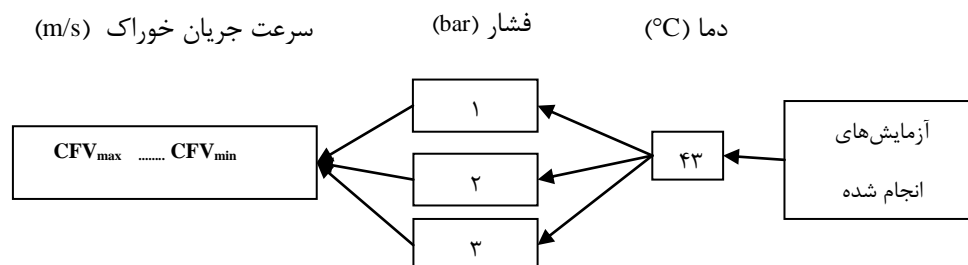 دما (°C)
فشار (bar)
سرعت جریان خوراک (m/s)
آزمایش‌های
انجام شده
۴۳
۱
۲
۳
CFVmax ........ CFVmin